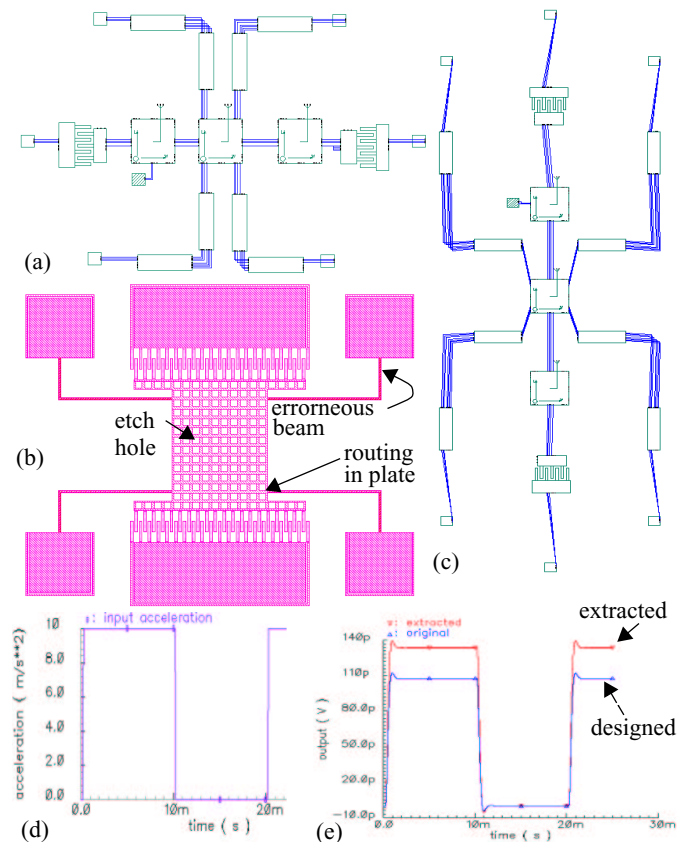 (a)
etch
hole
errorneous
beam
(b)
routing
in plate
(c)
: input acceleration
acceleration ( m/s**2)
10
8.0
6.0
4.0
2.0
0.0
0.0
10m
20m
time ( s )
(d)
: extracted
: original
output ( V )
140p
110p
80.0p
50.0p
20.0p
-10.0p
0.0
10m
20m
30m
time ( s )
extracted
designed
(e)